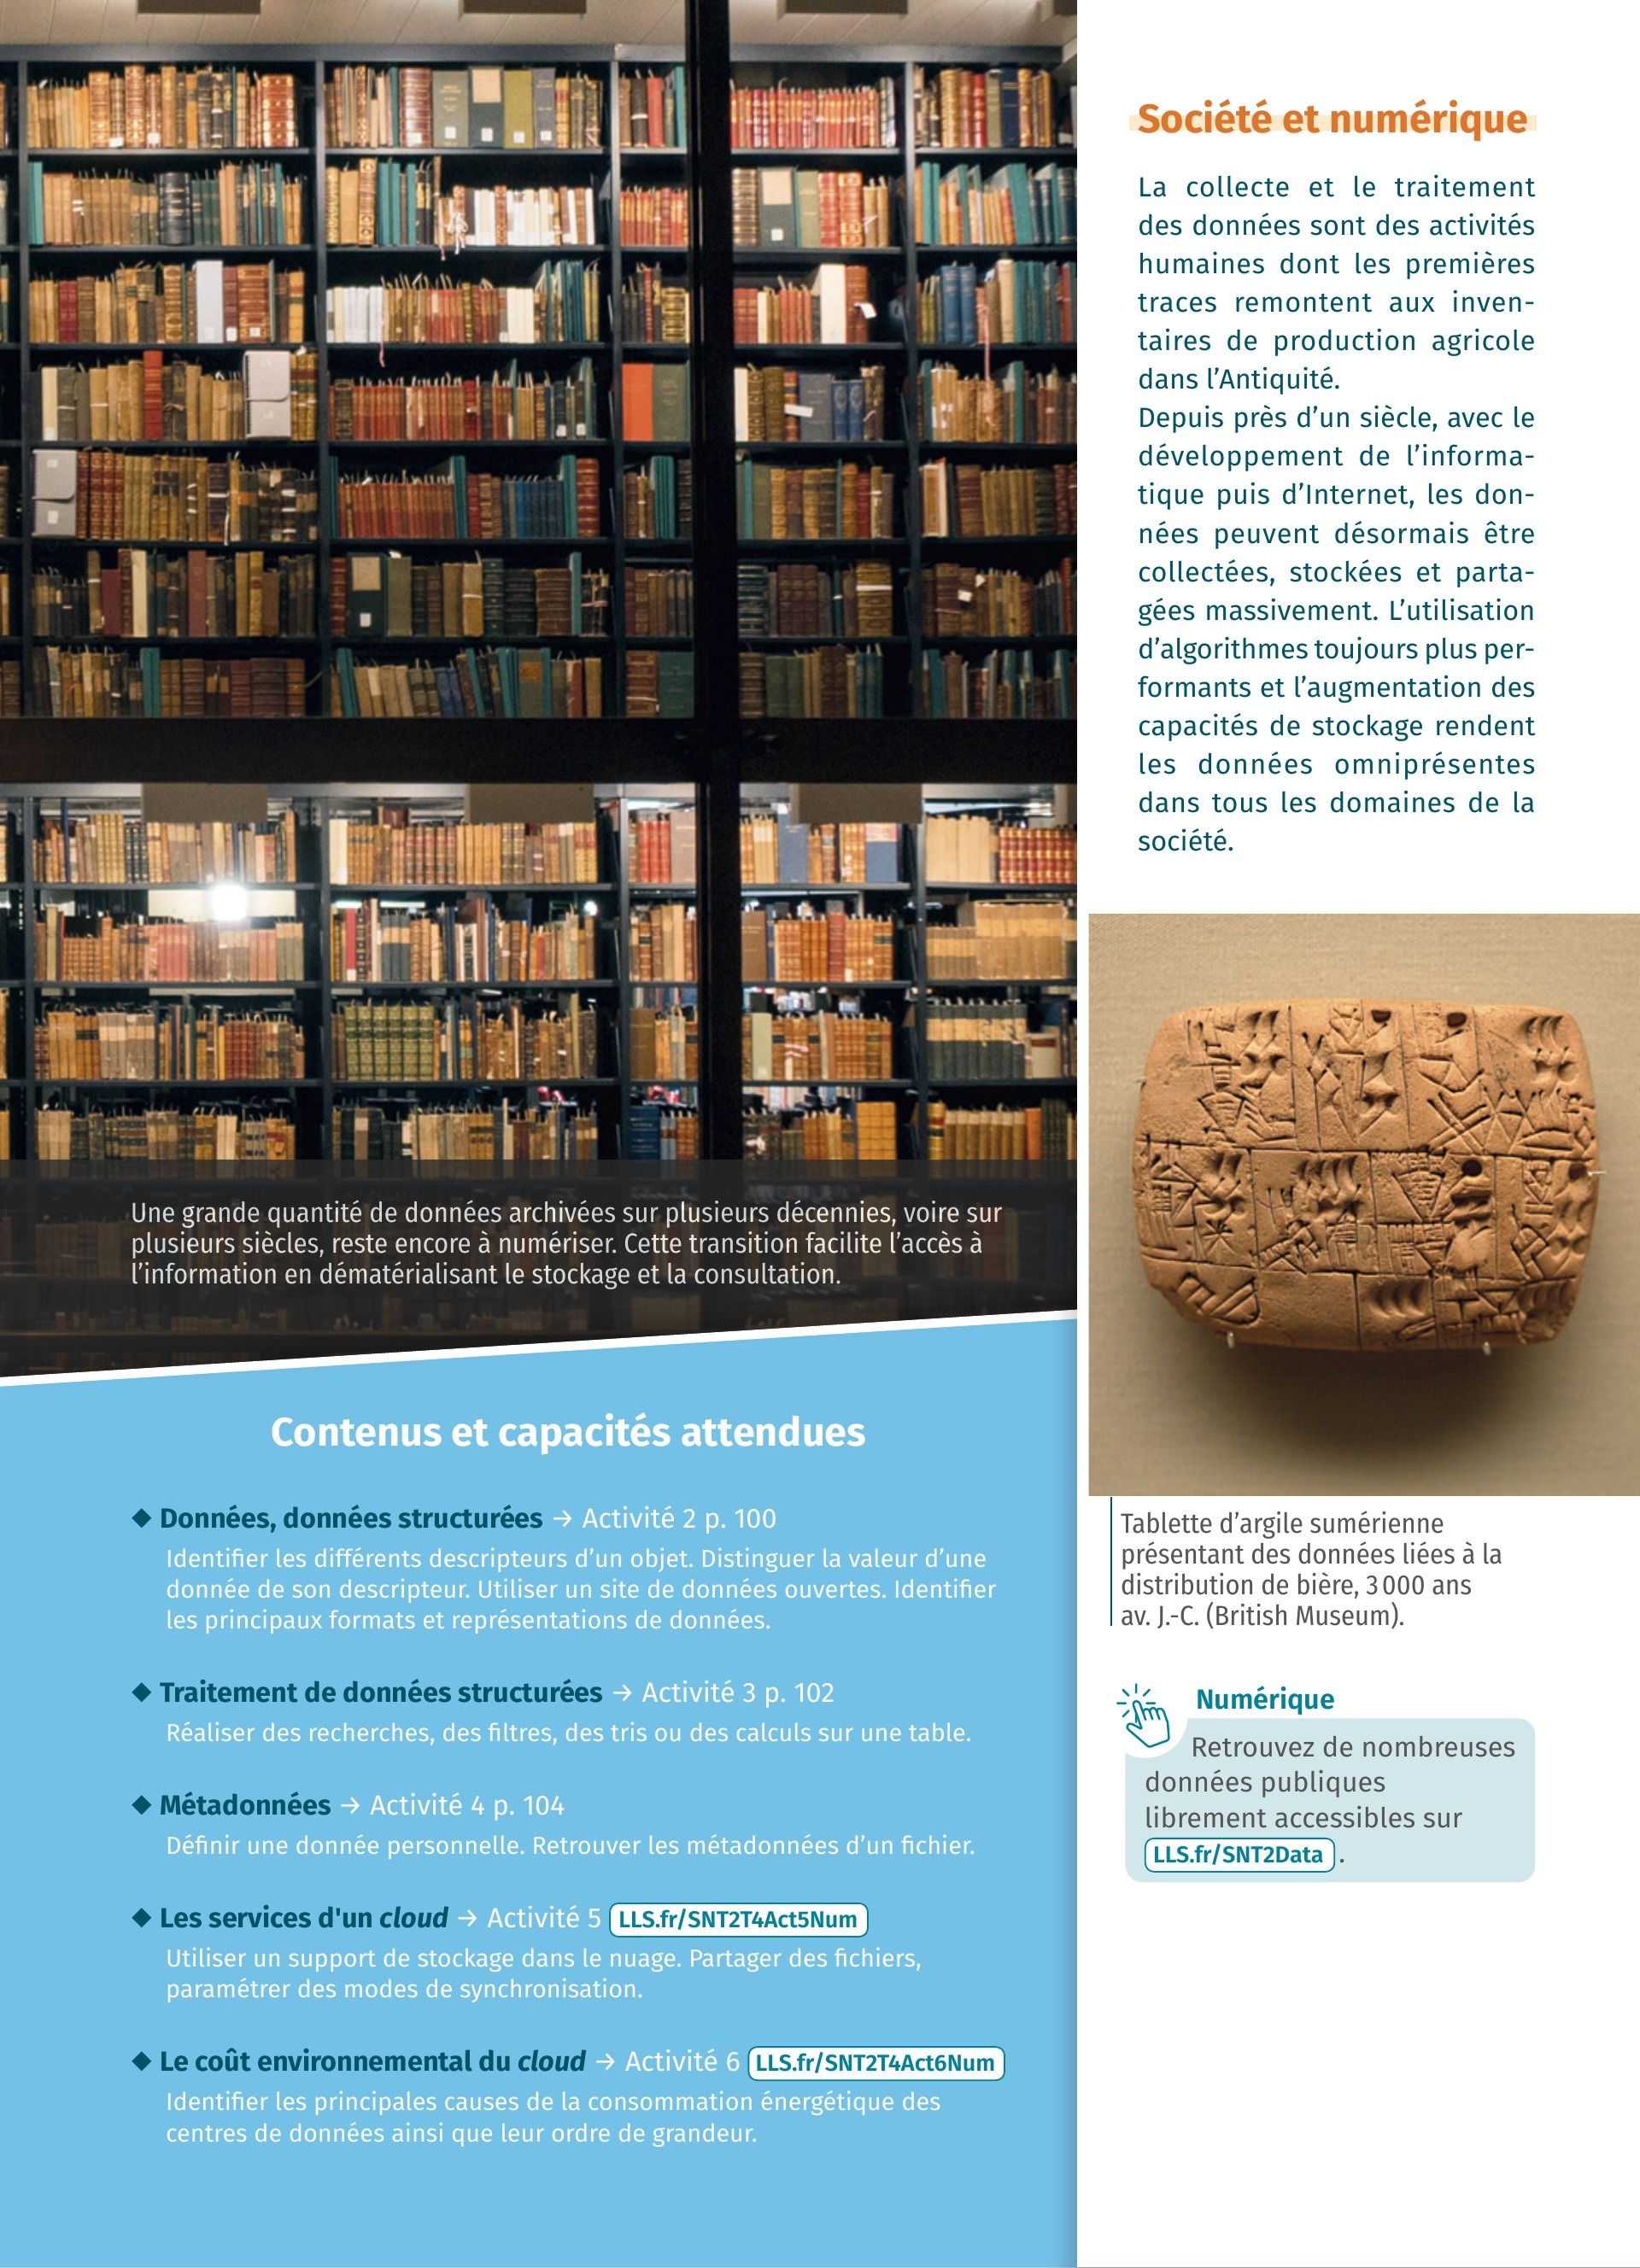 Société et numérique
La collecte et le traitement
des données sont des activités
humaines dont les premières
traces remontent aux inven-
taires de production agricole
dans l'Antiquité.
Depuis près d'un siècle, avec le
développement de l'informa-
tique puis d'Internet, les don-
nées peuvent désormais être
collectées, stockées et parta-
gées massivement. L'utilisation
d'algorithmes toujours plus per-
formants et l'augmentation des
capacités de stockage rendent
les données omniprésentes
dans tous les domaines de la
société.
Une grande quantité de données archivées sur plusieurs décennies, voire sur
plusieurs siècles, reste encore à numériser. Cette transition facilite l'accès à
l'information en dématérialisant le stockage et la consultation.
Contenus et capacités attendues
◆ Données, données structurées → Activité 2 p. 100
Identifier les différents descripteurs d'un objet. Distinguer la valeur d'une
donnée de son descripteur. Utiliser un site de données ouvertes. Identifier
les principaux formats et représentations de données.
◆ Traitement de données structurées → Activité 3 p. 102
Réaliser des recherches, des filtres, des tris ou des calculs sur une table.
◆ Métadonnées → Activité 4 p. 104
Définir une donnée personnelle. Retrouver les métadonnées d'un fichier.
◆ Les services d'un cloud → Activité 5 LLS.fr/SNT2T4Act5Num
Utiliser un support de stockage dans le nuage. Partager des fichiers,
paramétrer des modes de synchronisation.
◆ Le coût environnemental du cloud → Activité 6 LLS.fr/SNT2T4Act6Num
Identifier les principales causes de la consommation énergétique des
centres de données ainsi que leur ordre de grandeur.
Tablette d'argile sumérienne
présentant des données liées à la
distribution de bière, 3 000 ans
av. J.-C. (British Museum).
Numérique
Retrouvez de nombreuses
données publiques
librement accessibles sur
LLS.fr/SNT2Data .